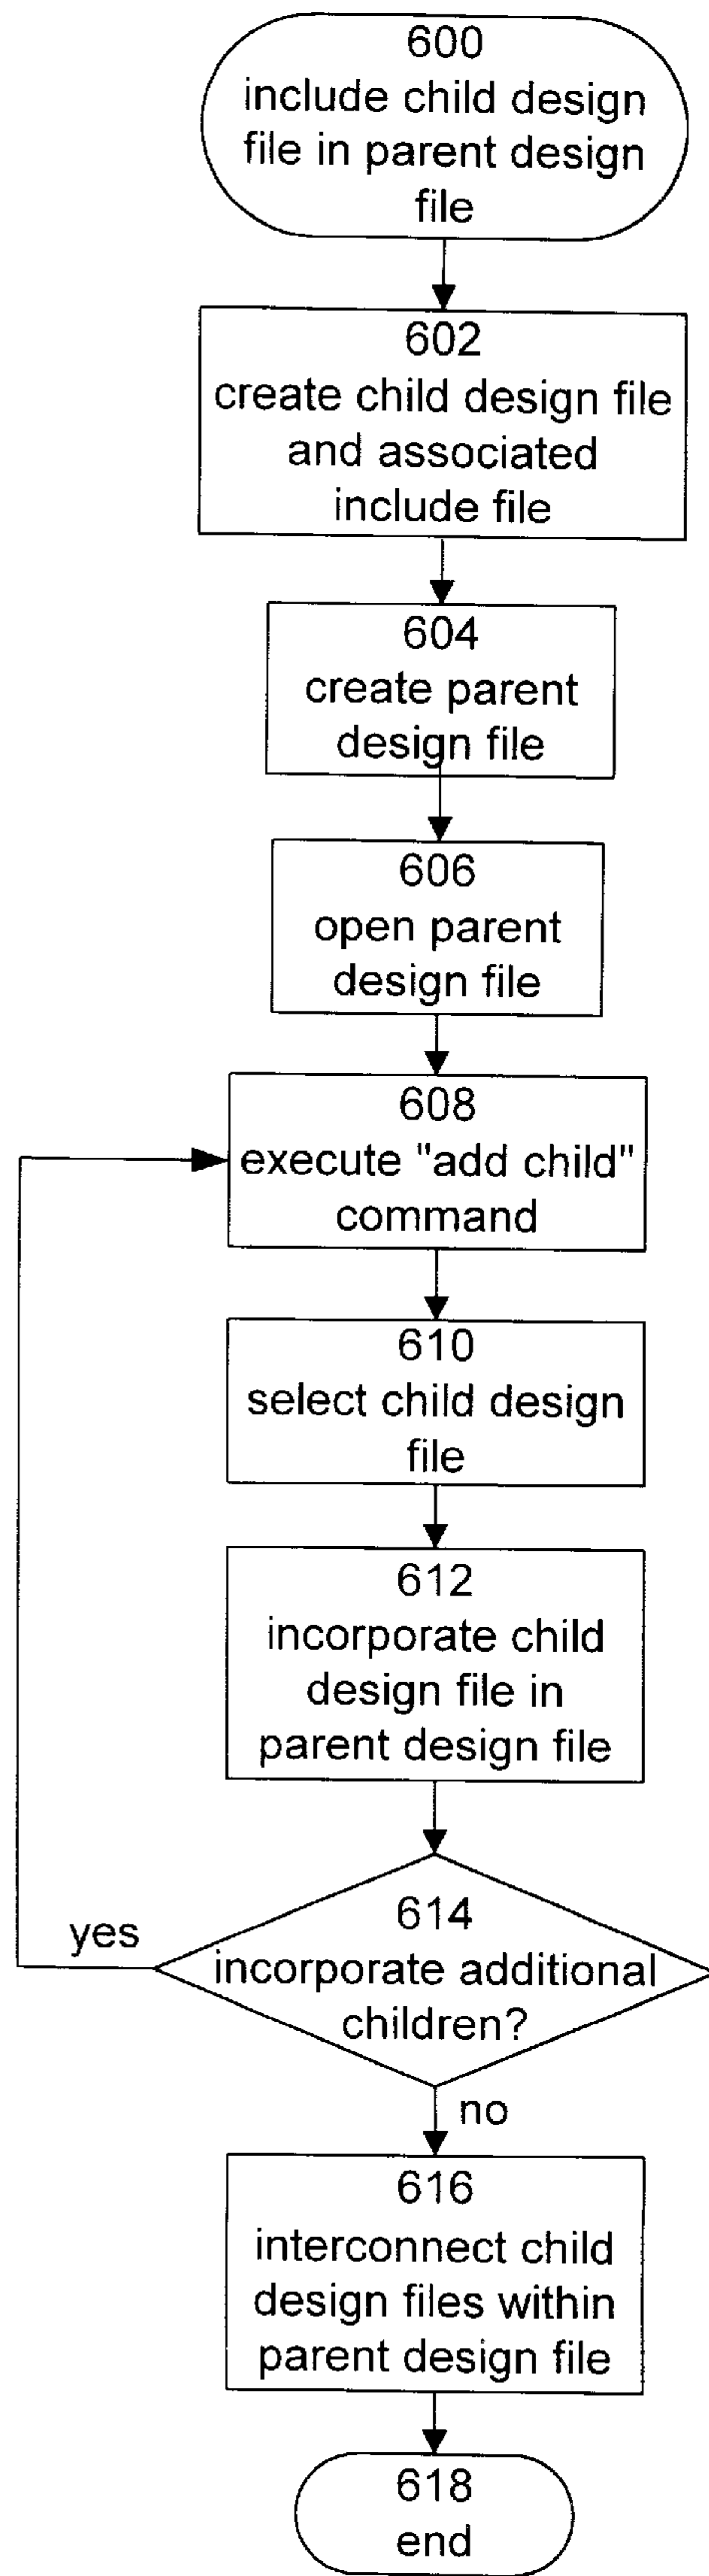 600
include child design
file in parent design
file
602
create child design file
and associated
include file
604
create parent
design file
606
open parent
design file
608
execute "add child"
command
610
select child design
file
612
incorporate child
design file in
parent design file
614
incorporate additional
children?
yes
no
616
interconnect child
design files within
parent design file
618
end